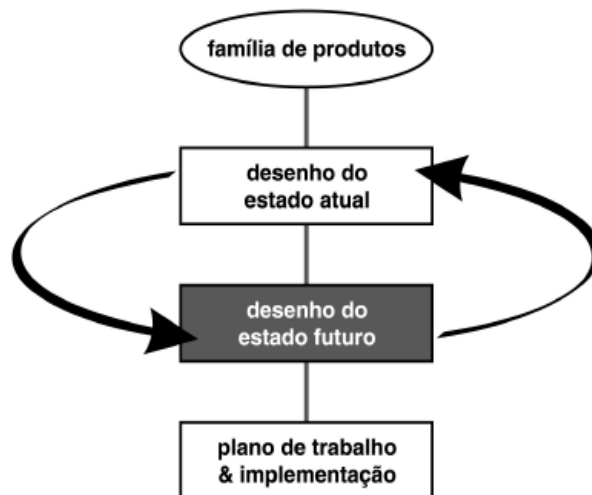 família de produtos
desenho do
estado atual
desenho do
estado futuro
plano de trabalho
& implementação